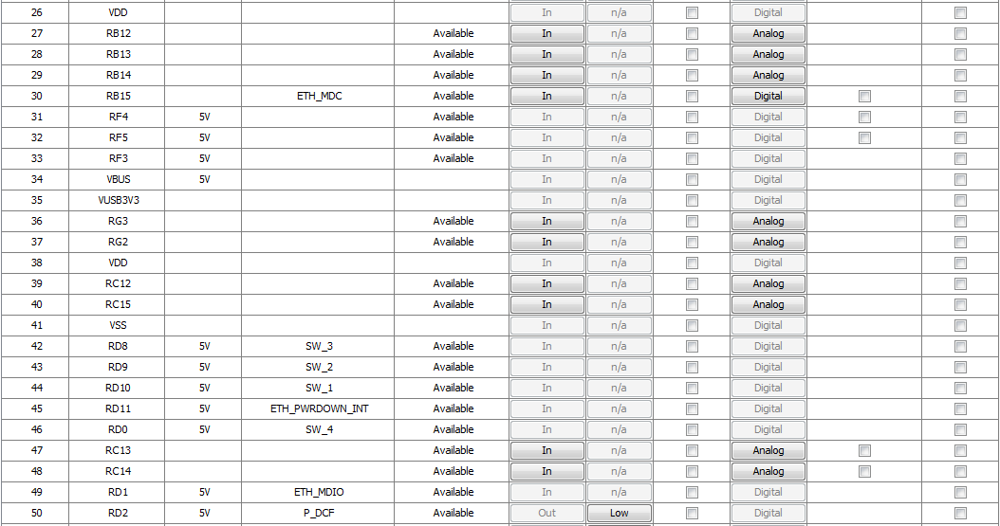 26 VDD In n/a Digital
27 RB12 Available In n/a Analog
28 RB13 Available In n/a Analog
29 RB14 Available In n/a Analog
30 RB15 ETH_MDC Available In n/a Digital
31 RF4 5V Available In n/a Digital
32 RF5 5V Available In n/a Digital
33 RF3 5V Available In n/a Digital
34 VBUS 5V In n/a Digital
35 VUSB3V3 In n/a Digital
36 RG3 Available In n/a Analog
37 RG2 Available In n/a Analog
38 VDD In n/a Digital
39 RC12 Available In n/a Analog
40 RC15 Available In n/a Analog
41 VSS In n/a Digital
42 RD8 5V SW_3 Available In n/a Digital
43 RD9 5V SW_2 Available In n/a Digital
44 RD10 5V SW_1 Available In n/a Digital
45 RD11 5V ETH_PWRDOWN_INT Available In n/a Digital
46 RD0 5V SW_4 Available In n/a Digital
47 RC13 Available In n/a Analog
48 RC14 Available In n/a Analog
49 RD1 5V ETH_MDIO Available In n/a Digital
50 RD2 5V P_DCF Available Out Low Digital